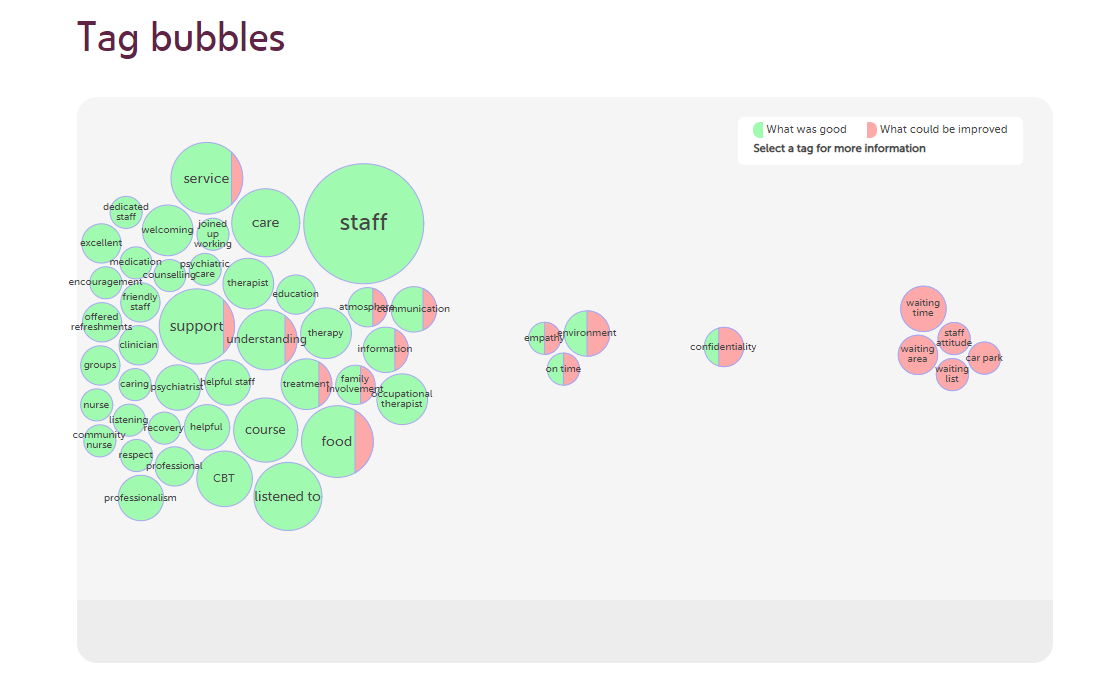 Tag bubbles
What was good
What could be improved
Select a tag for more information
service
dedicated
staff
welcoming
joined
up
working
care
staff
excellent
medication
counselling
psychiatric
care
encouragement
therapist
education
friendly
staff
atmosphere
communication
offered
refreshments
support
understanding
therapy
clinician
information
groups
caring
psychiatrist
helpful staff
treatment
family
involvement
occupational
therapist
nurse
listening
recovery
helpful
course
food
community
nurse
respect
professional
CBT
listened to
professionalism
empathy
environment
on time
confidentiality
waiting
time
staff
attitude
waiting
area
car park
waiting
list